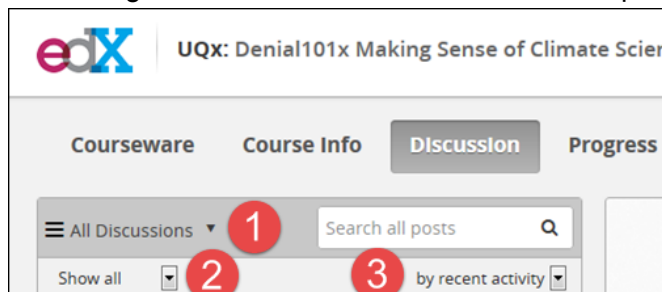 edX UQx: Denial101x Making Sense of Climate Scien
Courseware Course Info Discussion Progress
All Discussions 1 Search all posts
Show all 2 3 by recent activity